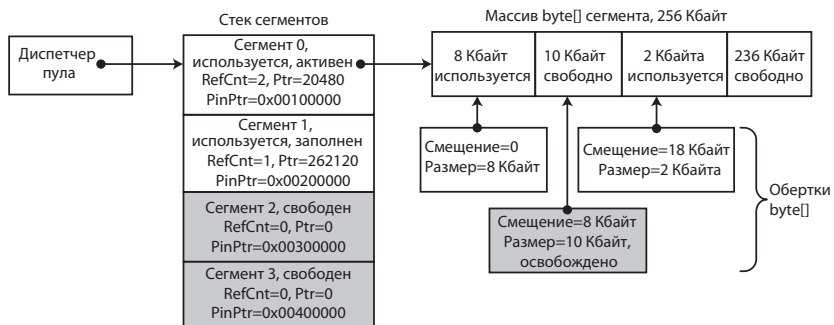 Диспетчер
пула
Стек сегментов
Сегмент 0,
используется, активен
RefCnt=2, Ptr=20480
PinPtr=0x00100000
Сегмент 1,
используется, заполнен
RefCnt=1, Ptr=262120
PinPtr=0x00200000
Сегмент 2, свободен
RefCnt=0, Ptr=0
PinPtr=0x00300000
Сегмент 3, свободен
RefCnt=0, Ptr=0
PinPtr=0x00400000
Массив byte[] сегмента, 256 Кбайт
8 Кбайт
используется
10 Кбайт
свободно
2 Кбайта
используется
236 Кбайт
свободно
Смещение=0
Размер=8 Кбайт
Смещение=18 Кбайт
Размер=2 Кбайта
Смещение=8 Кбайт
Размер=10 Кбайт,
освобождено
Обертки
byte[]